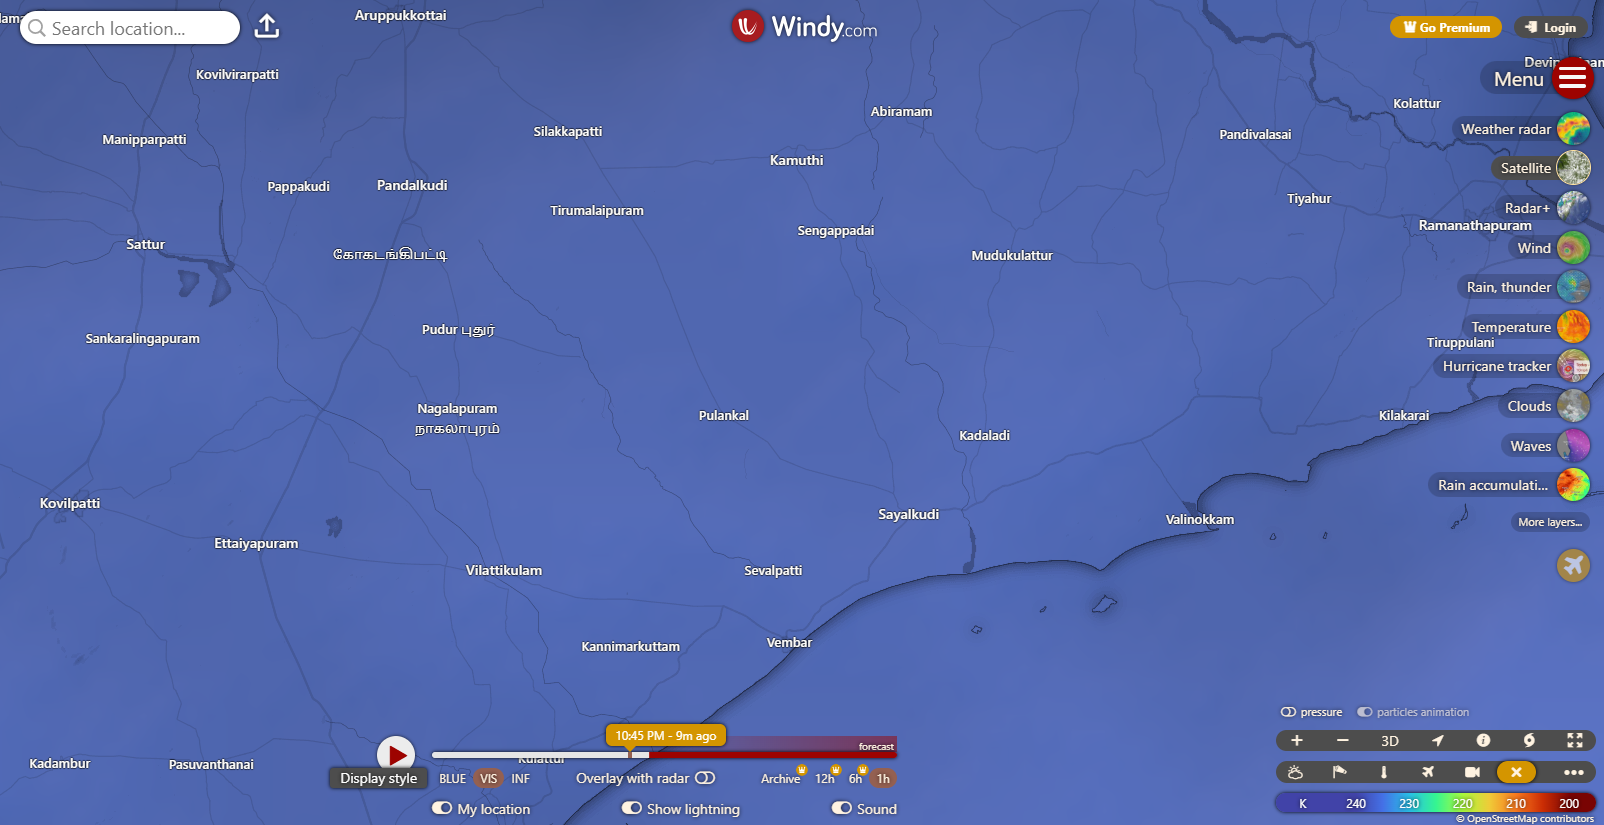 Search location...
Windy.com
Go Premium
Login
Menu
Weather radar
Satellite
Radar+
Wind
Rain, thunder
Temperature
Hurricane tracker
Clouds
Waves
Rain accumulati...
More layers...
Aruppukkottai
Kovilvirarpatti
Kolattur
Abiramam
Silakkapatti
Pandivalasai
Manipparpatti
Kamuthi
Pappakudi
Pandalkudi
Tiyahur
Tirumalaipuram
Ramanathapuram
Sengappadai
Sattur
கோகடங்கிபட்டி
Mudukulattur
Pudur புதுர்
Sankaralingapuram
Tiruppulani
Nagalapuram
நாகலாபுரம்
Pulankal
Kilakarai
Kadaladi
Kovilpatti
Sayalkudi
Valinokkam
Ettaiyapuram
Vilattikulam
Sevalpatti
Kannimarkuttam
Vembar
Kadambur
Pasuvanthanai
Kulattur
10:45 PM - 9m ago
forecast
Display style
BLUE VIS INF
Overlay with radar
Archive 12h 6h 1h
My location
Show lightning
Sound
pressure
particles animation
3D
K 240 230 220 210 200
© OpenStreetMap contributors